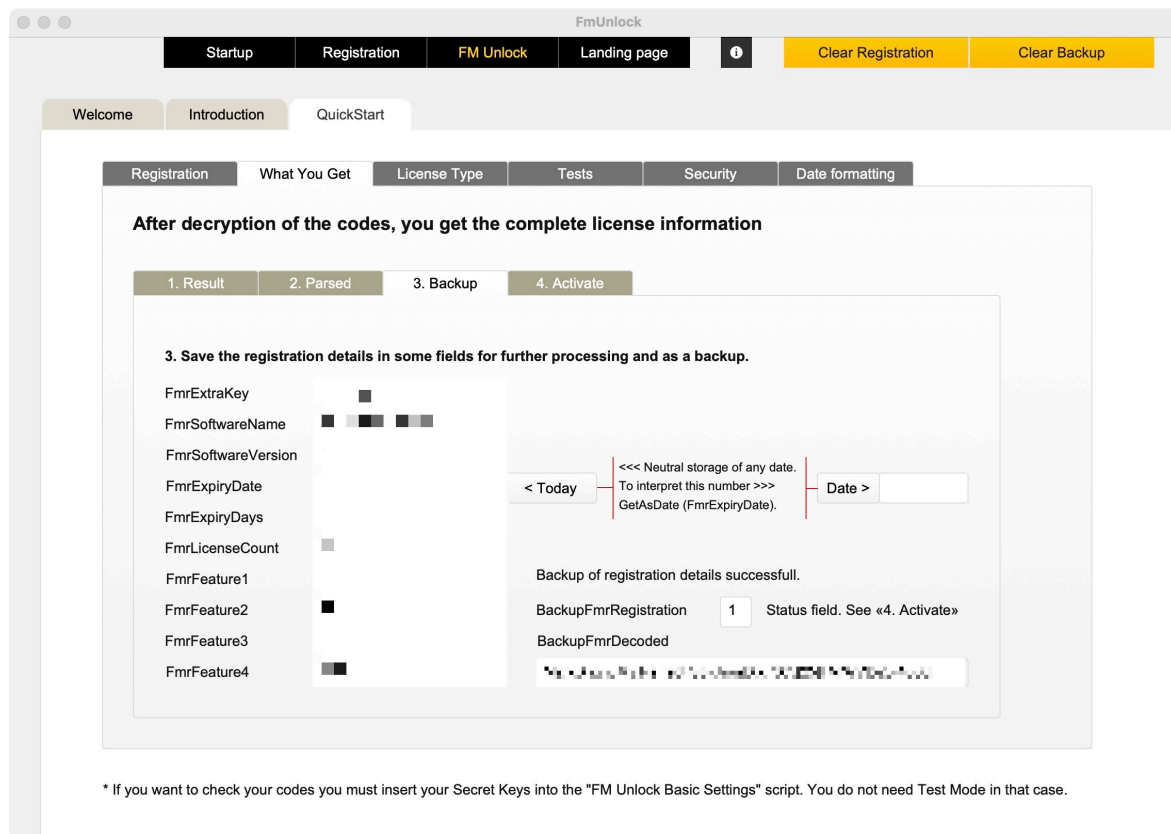 FmUnlock
Startup Registration FM Unlock Landing page Clear Registration Clear Backup
Welcome Introduction QuickStart
Registration What You Get License Type Tests Security Date formatting
After decryption of the codes, you get the complete license information
1. Result 2. Parsed 3. Backup 4. Activate
3. Save the registration details in some fields for further processing and as a backup.
FmrExtraKey
FmrSoftwareName
FmrSoftwareVersion
<<< Neutral storage of any date.
FmrExpiryDate < Today To interpret this number >>> Date >
GetAsDate (FmrExpiryDate).
FmrExpiryDays
FmrLicenseCount
FmrFeature1 Backup of registration details successfull.
FmrFeature2 BackupFmrRegistration 1 Status field. See «4. Activate»
FmrFeature3 BackupFmrDecoded
FmrFeature4
* If you want to check your codes you must insert your Secret Keys into the "FM Unlock Basic Settings" script. You do not need Test Mode in that case.